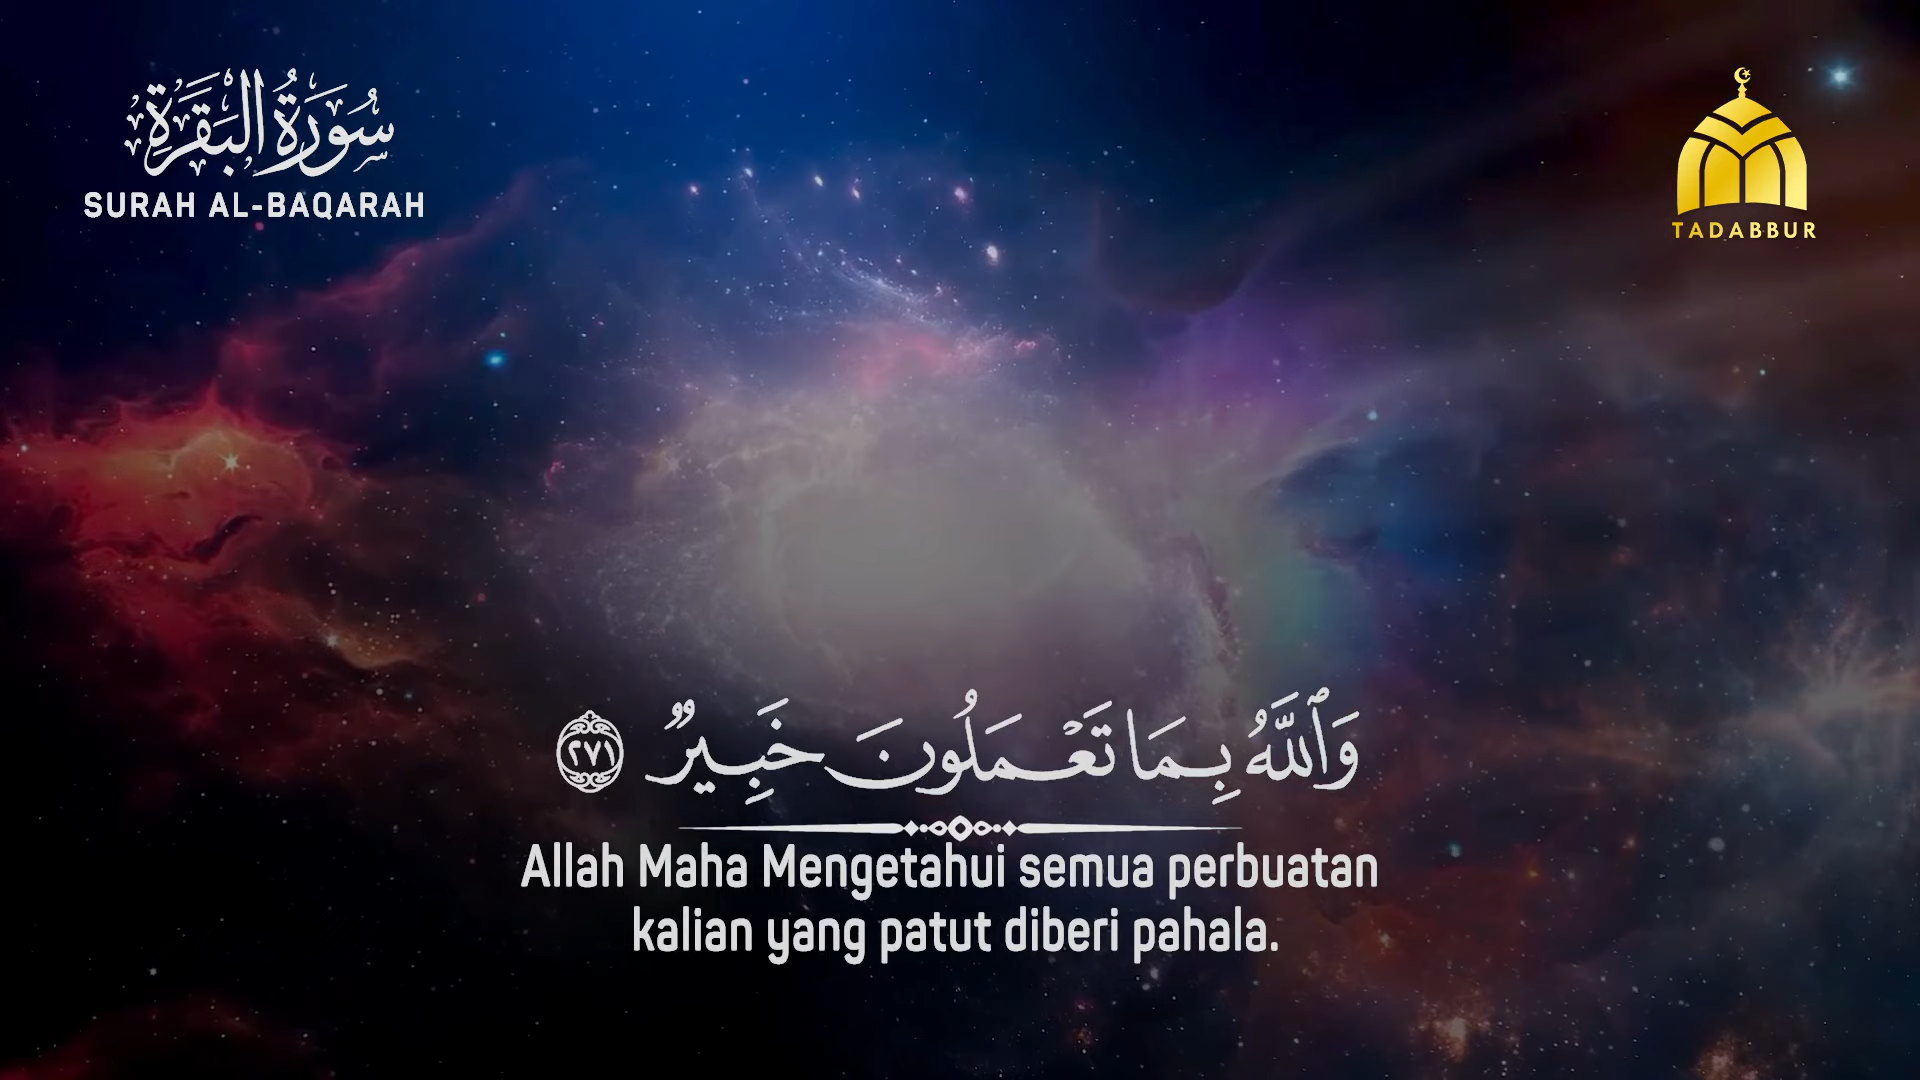 سُورَةُ الْبَقَرَةِ
SURAH AL-BAQARAH
TADABBUR
وَٱللَّهُ بِمَا تَعْمَلُونَ خَبِيرٌ ٢٧١
Allah Maha Mengetahui semua perbuatan
kalian yang patut diberi pahala.